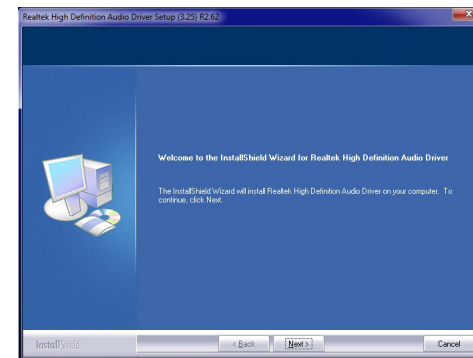 Realtek High Definition Audio Driver Setup (3.25) R2.62
Welcome to the InstallShield Wizard for Realtek High Definition Audio Driver
The InstallShield Wizard will install Realtek High Definition Audio Driver on your computer. To
continue, click Next.
InstallShield
< Back
Next >
Cancel